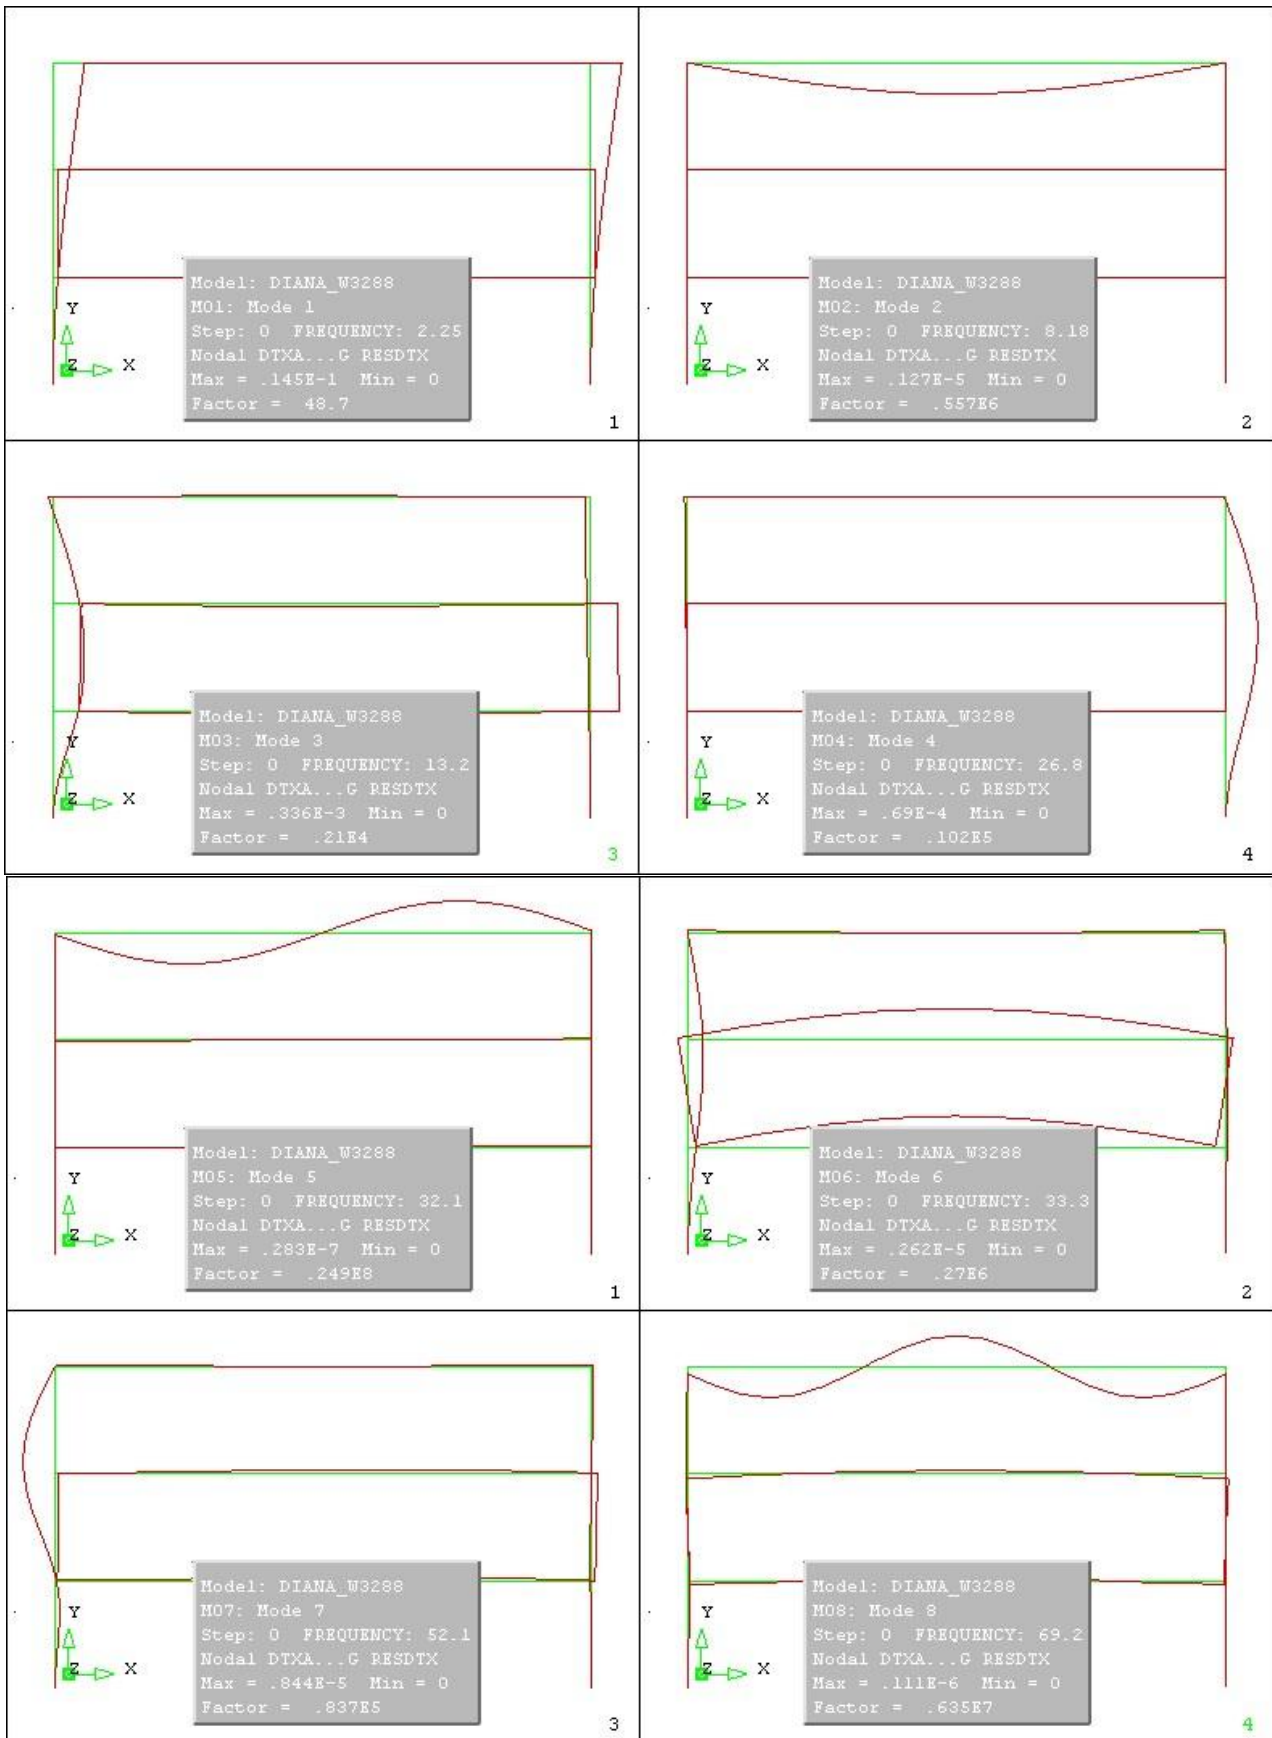 Model: DIANA_W3288
M01: Mode 1
Step: 0 FREQUENCY: 2.25
Nodal DTXA...G RESDTX
Max = .145E-1 Min = 0
Factor = 48.7
Y
Z X
1
Model: DIANA_W3288
M02: Mode 2
Step: 0 FREQUENCY: 8.18
Nodal DTXA...G RESDTX
Max = .127E-5 Min = 0
Factor = .557E6
Y
Z X
2
Model: DIANA_W3288
M03: Mode 3
Step: 0 FREQUENCY: 13.2
Nodal DTXA...G RESDTX
Max = .336E-3 Min = 0
Factor = .21E4
Y
Z X
3
Model: DIANA_W3288
M04: Mode 4
Step: 0 FREQUENCY: 26.8
Nodal DTXA...G RESDTX
Max = .69E-4 Min = 0
Factor = .102E5
Y
Z X
4
Model: DIANA_W3288
M05: Mode 5
Step: 0 FREQUENCY: 32.1
Nodal DTXA...G RESDTX
Max = .283E-7 Min = 0
Factor = .249E8
Y
Z X
1
Model: DIANA_W3288
M06: Mode 6
Step: 0 FREQUENCY: 33.3
Nodal DTXA...G RESDTX
Max = .262E-5 Min = 0
Factor = .27E6
Y
Z X
2
Model: DIANA_W3288
M07: Mode 7
Step: 0 FREQUENCY: 52.1
Nodal DTXA...G RESDTX
Max = .844E-5 Min = 0
Factor = .837E5
Y
Z X
3
Model: DIANA_W3288
M08: Mode 8
Step: 0 FREQUENCY: 69.2
Nodal DTXA...G RESDTX
Max = .111E-6 Min = 0
Factor = .635E7
Y
Z X
4